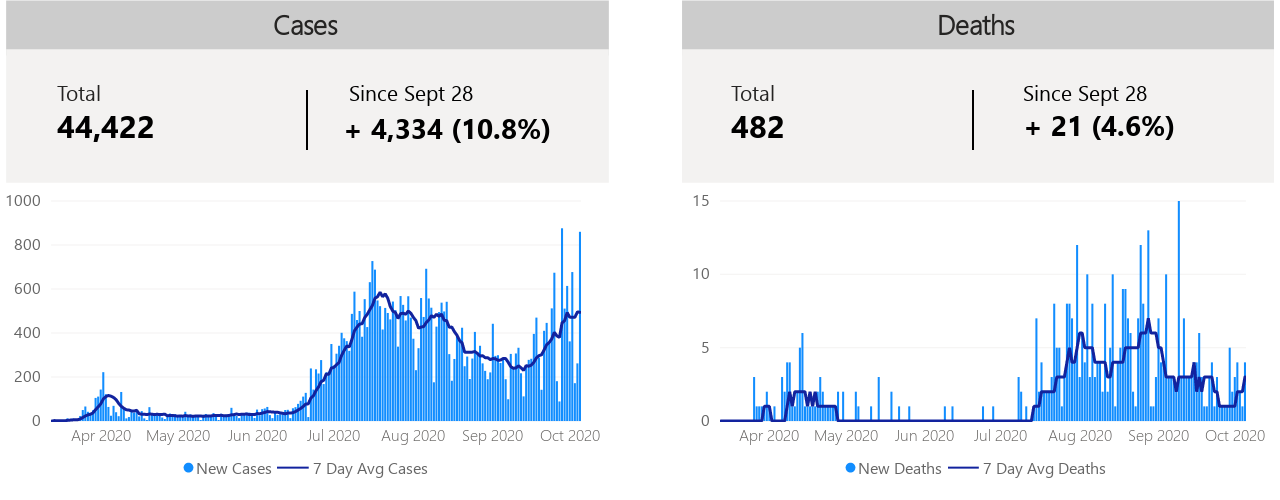 Cases
Total
44,422
Since Sept 28
+ 4,334 (10.8%)
1000
800
600
400
200
0
Apr 2020 May 2020 Jun 2020 Jul 2020 Aug 2020 Sep 2020 Oct 2020
New Cases 7 Day Avg Cases
Deaths
Total
482
Since Sept 28
+ 21 (4.6%)
15
10
5
0
Apr 2020 May 2020 Jun 2020 Jul 2020 Aug 2020 Sep 2020 Oct 2020
New Deaths 7 Day Avg Deaths